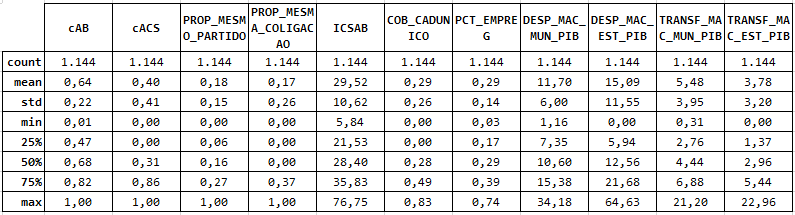 cAB cACS PROP_MESMO_PARTIDO PROP_MESMA_COLIGACAO ICSAB COB_CADUNICO PCT_EMPREG DESP_MAC_MUN_PIB DESP_MAC_EST_PIB TRANSF_MAC_MUN_PIB TRANSF_MAC_EST_PIB
count 1.144 1.144 1.144 1.144 1.144 1.144 1.144 1.144 1.144 1.144 1.144
mean 0,64 0,40 0,18 0,17 29,52 0,29 0,29 11,70 15,09 5,48 3,78
std 0,22 0,41 0,15 0,26 10,62 0,26 0,14 6,00 11,55 3,95 3,20
min 0,01 0,00 0,00 0,00 5,84 0,00 0,03 1,16 0,00 0,31 0,00
25% 0,47 0,00 0,06 0,00 21,53 0,00 0,17 7,35 5,94 2,76 1,37
50% 0,68 0,31 0,16 0,00 28,40 0,28 0,29 10,60 12,56 4,44 2,96
75% 0,82 0,86 0,27 0,37 35,83 0,49 0,39 15,38 21,68 6,88 5,44
max 1,00 1,00 1,00 1,00 76,75 0,83 0,74 34,18 64,63 21,20 22,96